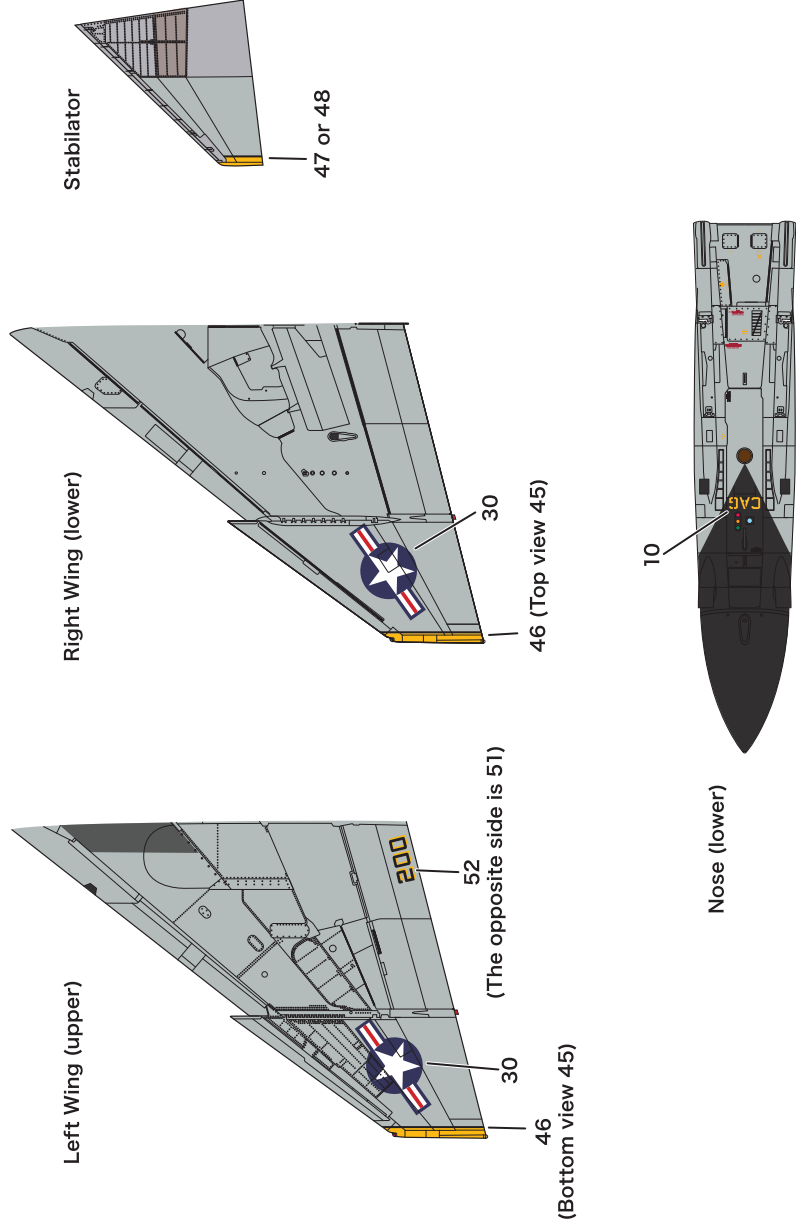 Stabilator
47 or 48
Right Wing (lower)
30
46 (Top view 45)
Left Wing (upper)
200
52
(The opposite side is 51)
30
46
(Bottom view 45)
10
CAG
Nose (lower)